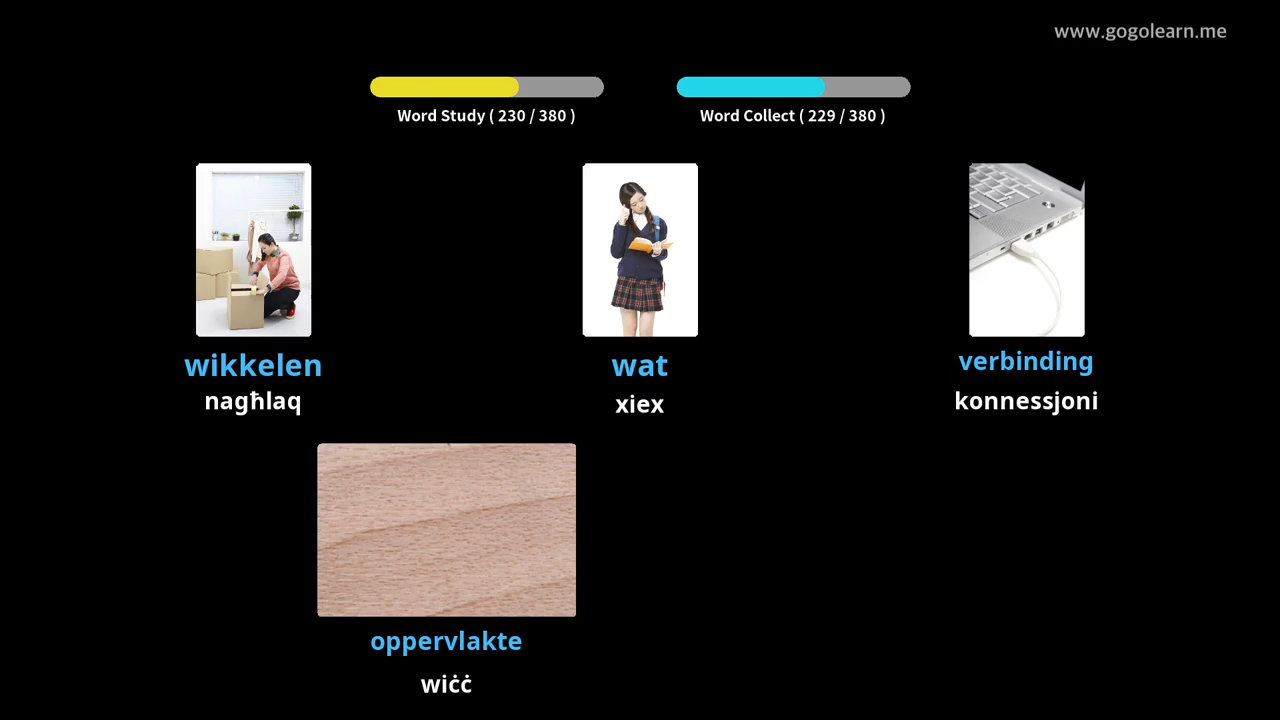 www.gogolearn.me
Word Study ( 230 / 380 )
Word Collect ( 229 / 380 )
wikkelen
nagħlaq
wat
xiex
verbinding
konnessjoni
oppervlakte
wiċċ